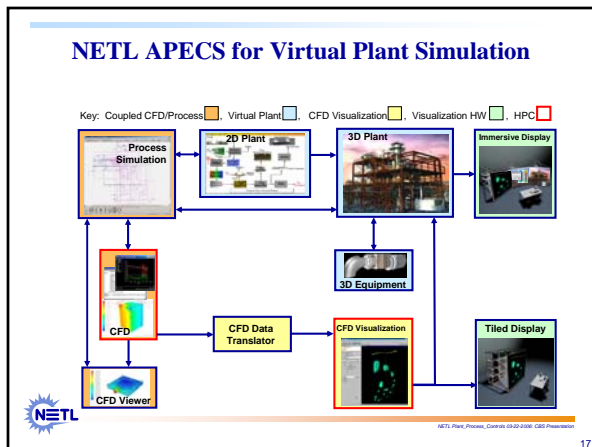 NETL APECS for Virtual Plant Simulation
Key: Coupled CFD/Process , Virtual Plant , CFD Visualization , Visualization HW , HPC
Process
Simulation
2D Plant
3D Plant
Immersive Display
3D Equipment
CFD
CFD Data
Translator
CFD Visualization
Tiled Display
CFD Viewer
NETL
NETL Plant_Process_Controls 03-22-2006: CBS Presentation
17